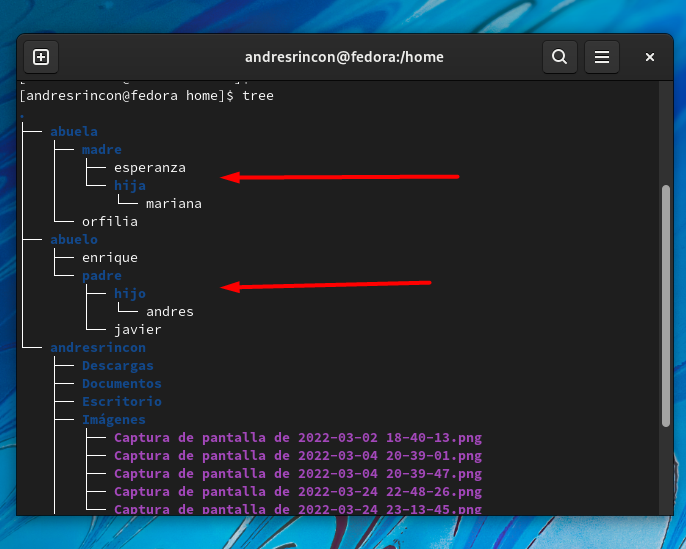 andresrincon@fedora:/home
[andresrincon@fedora home]$ tree
.
├── abuela
│   ├── madre
│   │   ├── esperanza
│   │   └── hija
│   │       └── mariana
│   └── orfilia
├── abuelo
│   ├── enrique
│   └── padre
│       ├── hijo
│       │   └── andres
│       └── javier
└── andresrincon
    ├── Descargas
    ├── Documentos
    ├── Escritorio
    ├── Imágenes
    │   ├── Captura de pantalla de 2022-03-02 18-40-13.png
    │   ├── Captura de pantalla de 2022-03-04 20-39-01.png
    │   ├── Captura de pantalla de 2022-03-04 20-39-47.png
    │   ├── Captura de pantalla de 2022-03-24 22-48-26.png
    │   ├── Captura de pantalla de 2022-03-24 23-13-45.png